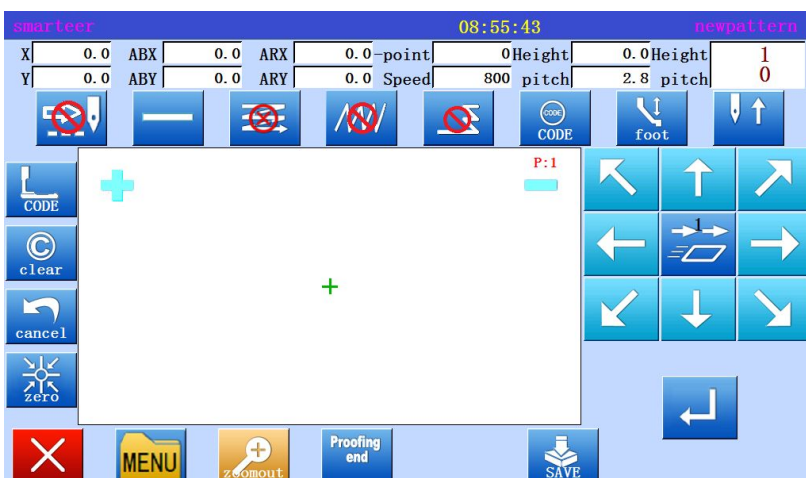 smarteer 08:55:43 newpattern
X 0.0 ABX 0.0 ARX 0.0 -point 0 Height 0.0 Height 1
Y 0.0 ABY 0.0 ARY 0.0 Speed 800 pitch 2.8 pitch 0
CODE
CODE foot
P:1
CODE
1
clear
cancel
zero
MENU
zoomout
Proofing
end
SAVE